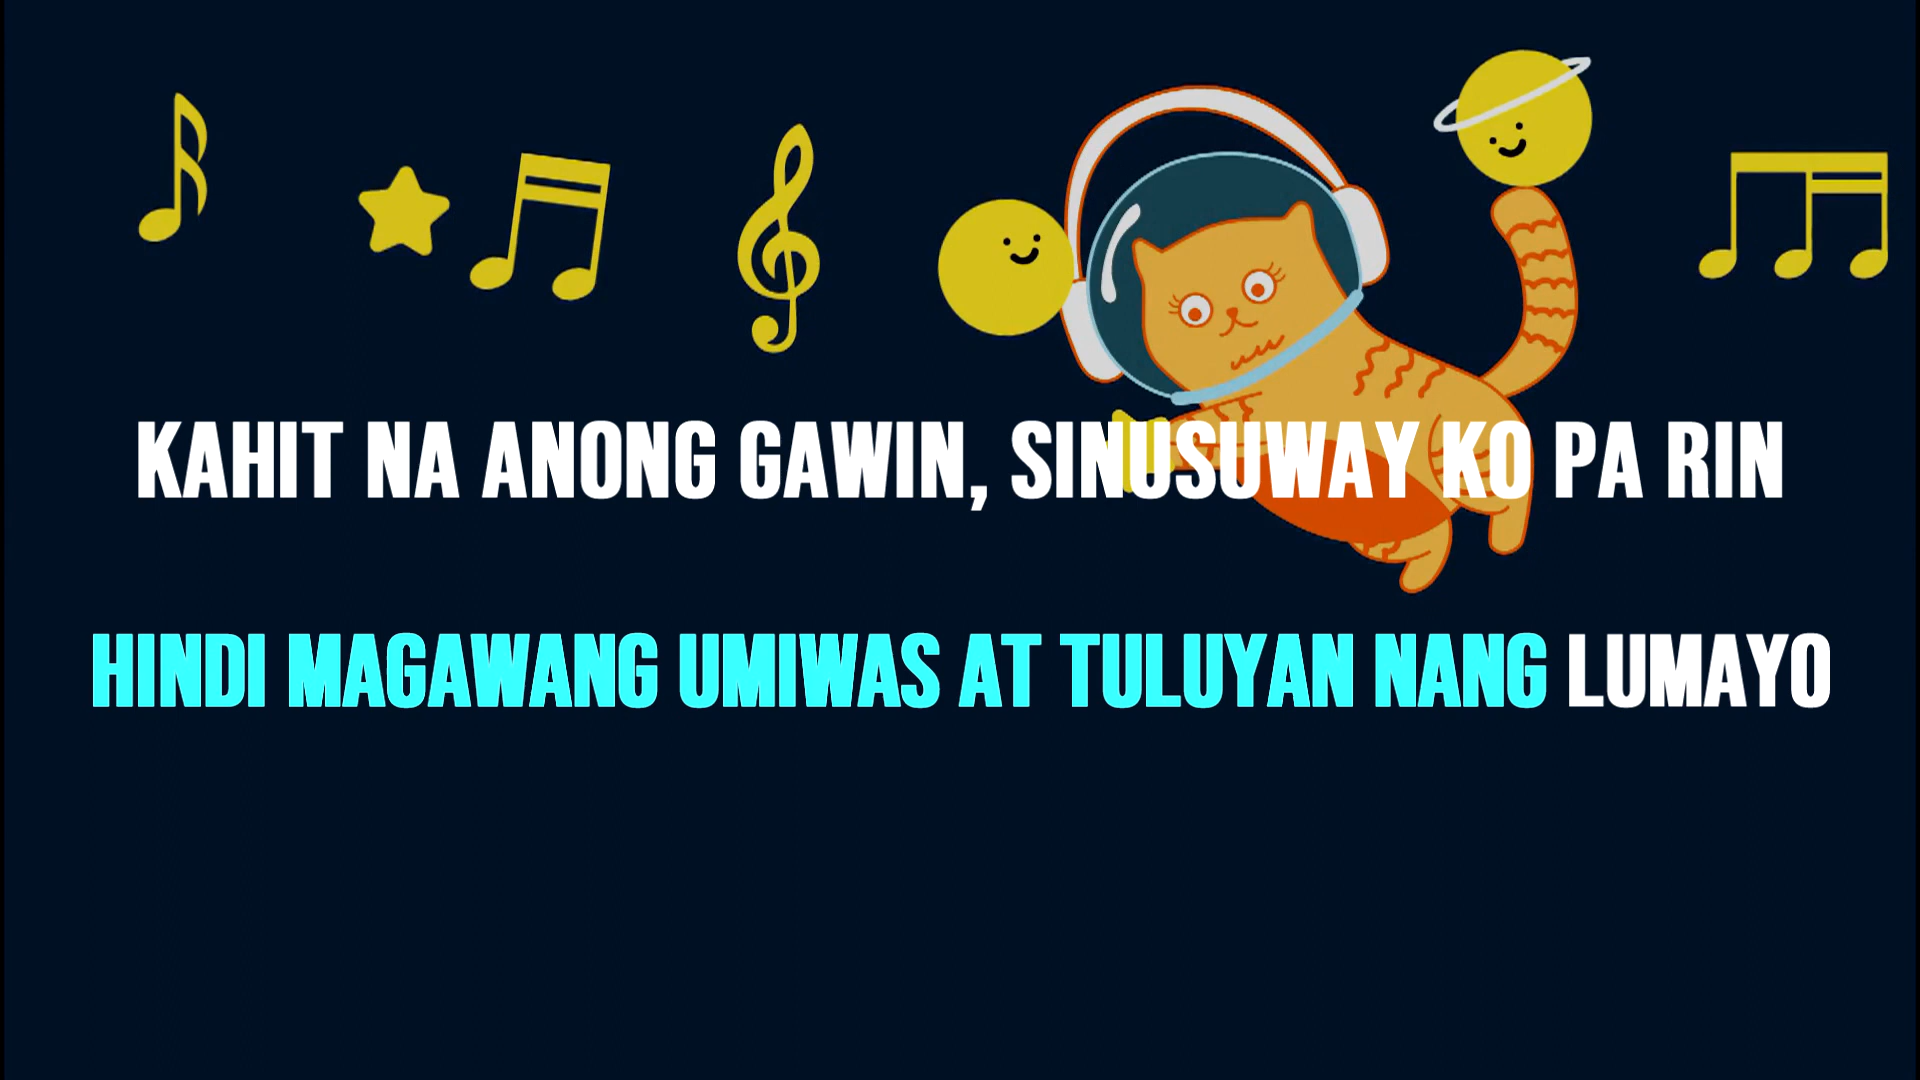 KAHIT NA ANONG GAWIN, SINUSUWAY KO PA RIN
HINDI MAGAWANG UMIWAS AT TULUYAN NANG LUMAYO